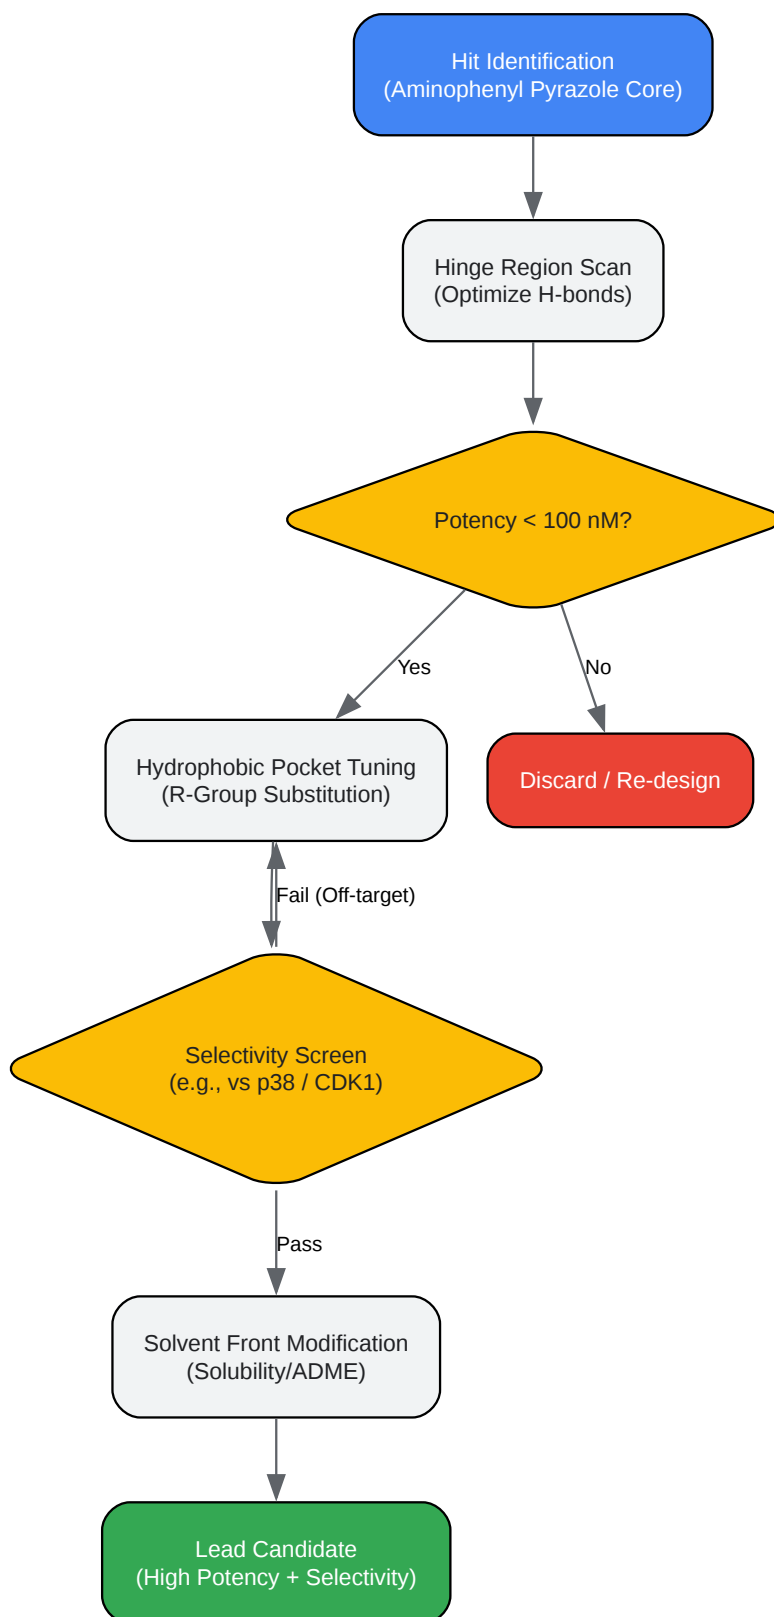 Hit Identification
(Aminophenyl Pyrazole Core)
Hinge Region Scan
(Optimize H-bonds)
Potency < 100 nM?
Yes
No
Hydrophobic Pocket Tuning
(R-Group Substitution)
Discard / Re-design
Fail (Off-target)
Selectivity Screen
(e.g., vs p38 / CDK1)
Pass
Solvent Front Modification
(Solubility/ADME)
Lead Candidate
(High Potency + Selectivity)